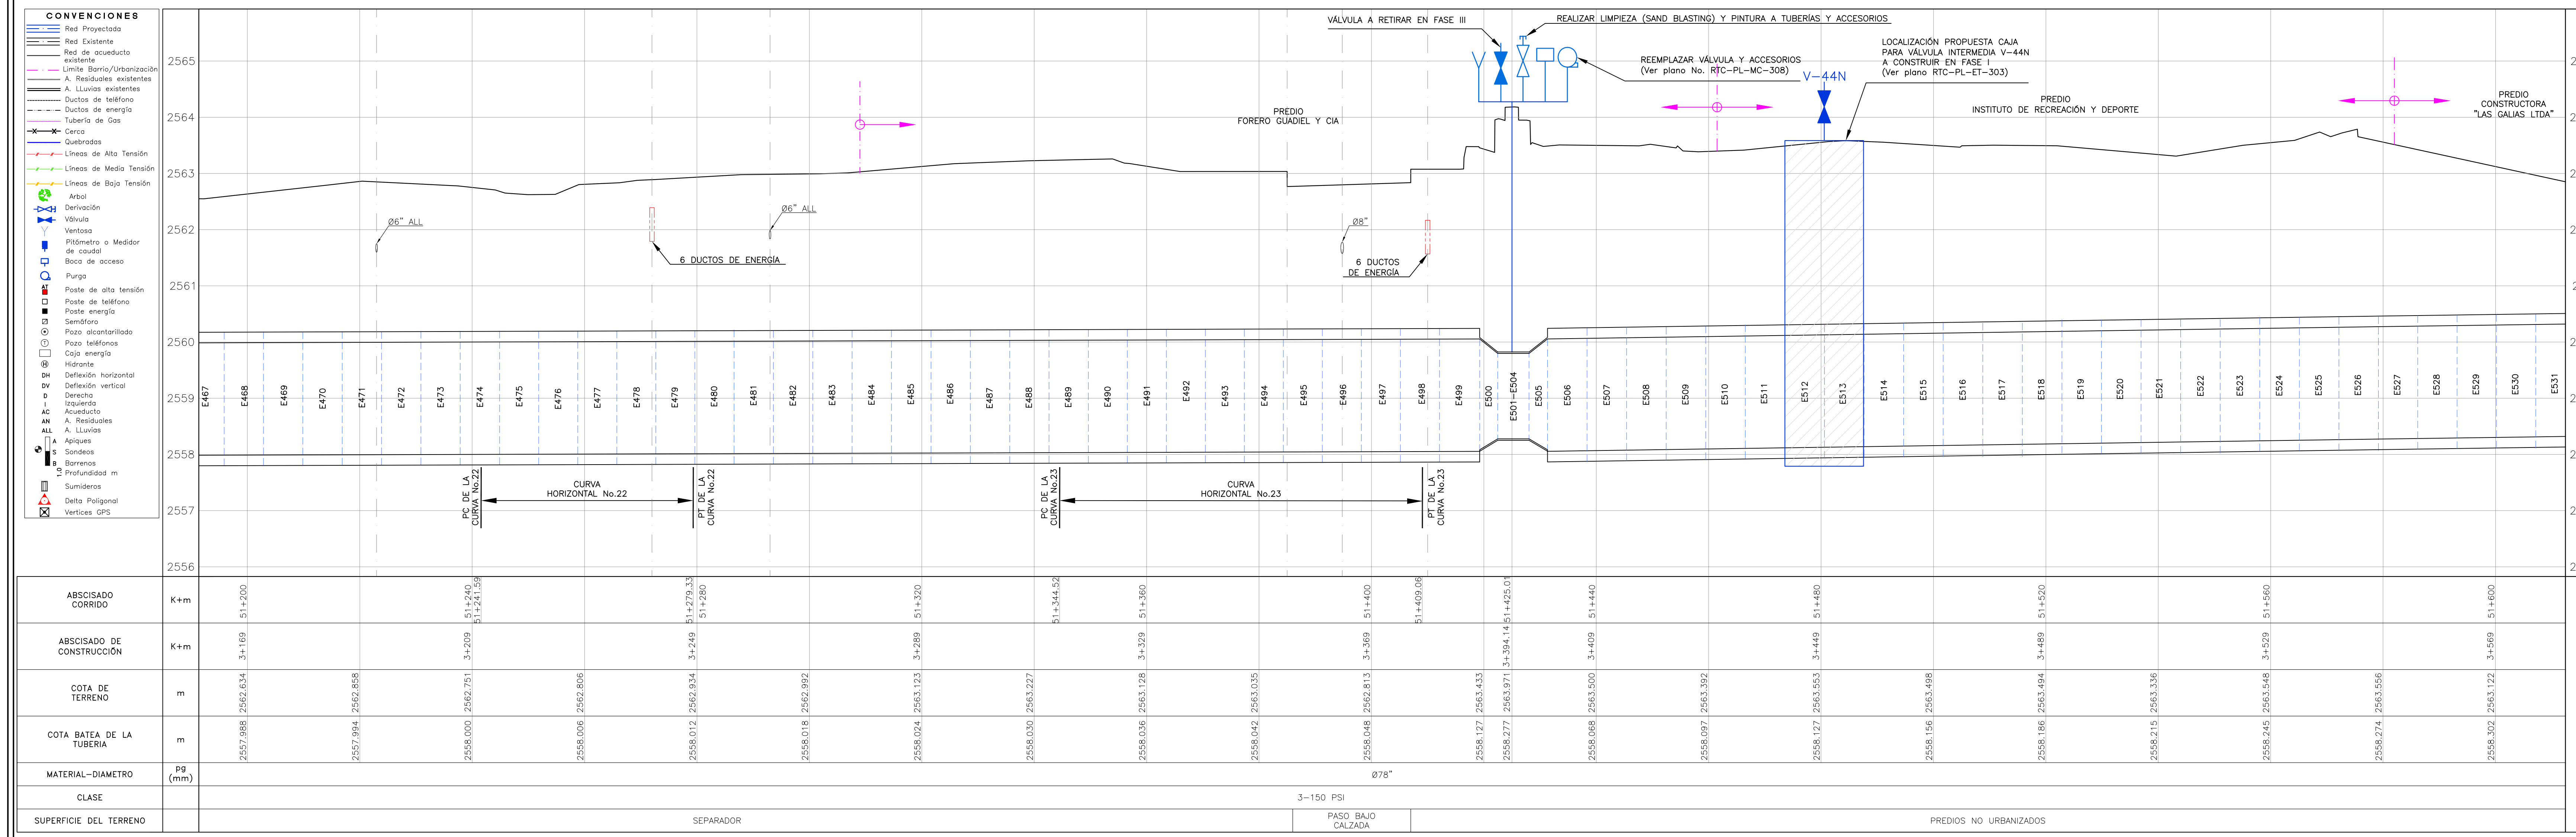 CONVENCIONES
Red Proyectada
Red Existente
Red de acueducto
existente
Limite Barrio/Urbanización
A. Residuales existentes
A. LLuvias existentes
Ductos de teléfono
Ductos de energía
Tubería de Gas
Cerca
Quebradas
Líneas de Alta Tensión
Líneas de Media Tensión
Líneas de Baja Tensión
Arbol
Derivación
Válvula
Ventosa
Pitómetro o Medidor
de caudal
Boca de acceso
Purga
AT Poste de alta tensión
Poste de teléfono
Poste energía
Semáforo
Pozo alcantarillado
T Pozo teléfonos
Caja energía
H Hidrante
DH Deflexión horizontal
DV Deflexión vertical
D Derecha
I Izquierda
AC Acueducto
AN A. Residuales
ALL A. LLuvias
A Apiques
S Sondeos
B Barrenos
1.0 Profundidad m
Sumideros
Delta Poligonal
Vertices GPS
2565
2564
2563
2562
2561
2560
2559
2558
2557
2556
VÁLVULA A RETIRAR EN FASE III
REALIZAR LIMPIEZA (SAND BLASTING) Y PINTURA A TUBERÍAS Y ACCESORIOS
REEMPLAZAR VÁLVULA Y ACCESORIOS
(Ver plano No. RTC-PL-MC-308)
LOCALIZACIÓN PROPUESTA CAJA
PARA VÁLVULA INTERMEDIA V-44N
A CONSTRUIR EN FASE I
(Ver plano RTC-PL-ET-303)
V-44N
PREDIO
FORERO GUADIEL Y CIA
PREDIO
INSTITUTO DE RECREACIÓN Y DEPORTE
PREDIO
CONSTRUCTORA
"LAS GALIAS LTDA"
Ø6" ALL
6 DUCTOS DE ENERGÍA
Ø6" ALL
Ø8"
6 DUCTOS
DE ENERGÍA
E467 E468 E469 E470 E471 E472 E473 E474 E475 E476 E477 E478 E479 E480 E481 E482 E483 E484 E485 E486 E487 E488 E489 E490 E491 E492 E493 E494 E495 E496 E497 E498 E499 E500 E501-E504 E505 E506 E507 E508 E509 E510 E511 E512 E513 E514 E515 E516 E517 E518 E519 E520 E521 E522 E523 E524 E525 E526 E527 E528 E529 E530 E531
PC DE LA
CURVA No.22
CURVA
HORIZONTAL No.22
PT DE LA
CURVA No.22
PC DE LA
CURVA No.23
CURVA
HORIZONTAL No.23
PT DE LA
CURVA No.23
ABSCISADO
CORRIDO
K+m
51+200 51+240 51+241.59 51+279.33 51+280 51+320 51+344.52 51+360 51+400 51+409.06 51+425.01 51+440 51+480 51+520 51+560 51+600
ABSCISADO DE
CONSTRUCCIÓN
K+m
3+169 3+209 3+249 3+289 3+329 3+369 3+394.14 3+409 3+449 3+489 3+529 3+569
COTA DE
TERRENO
m
2562.634 2562.858 2562.751 2562.806 2562.934 2562.992 2563.123 2563.227 2563.128 2563.035 2562.813 2563.433 2563.971 2563.500 2563.392 2563.553 2563.498 2563.494 2563.336 2563.548 2563.556 2563.122
COTA BATEA DE LA
TUBERIA
m
2557.988 2557.994 2558.000 2558.006 2558.012 2558.018 2558.024 2558.030 2558.036 2558.042 2558.048 2558.127 2558.277 2558.068 2558.097 2558.127 2558.156 2558.186 2558.215 2558.245 2558.274 2558.302
MATERIAL-DIAMETRO
pg
(mm)
Ø78"
CLASE
3-150 PSI
SUPERFICIE DEL TERRENO
SEPARADOR
PASO BAJO
CALZADA
PREDIOS NO URBANIZADOS